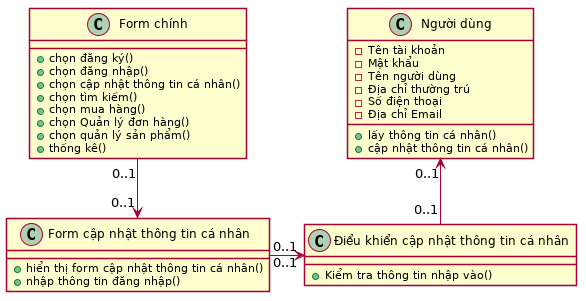 C Form chính
chọn đăng ký()
chọn đăng nhập()
chọn cập nhật thông tin cá nhân()
chọn tìm kiếm()
chọn mua hàng()
chọn Quản lý đơn hàng()
chọn quản lý sản phẩm()
thống kê()
C Người dùng
Tên tài khoản
Mật khẩu
Tên người dùng
Địa chỉ thường trú
Số điện thoại
Địa chỉ Email
lấy thông tin cá nhân()
cập nhật thông tin cá nhân()
0..1
0..1
0..1
0..1
C Form cập nhật thông tin cá nhân
hiển thị form cập nhật thông tin cá nhân()
nhập thông tin đăng nhập()
0..1
0..1
C Điều khiển cập nhật thông tin cá nhân
Kiểm tra thông tin nhập vào()